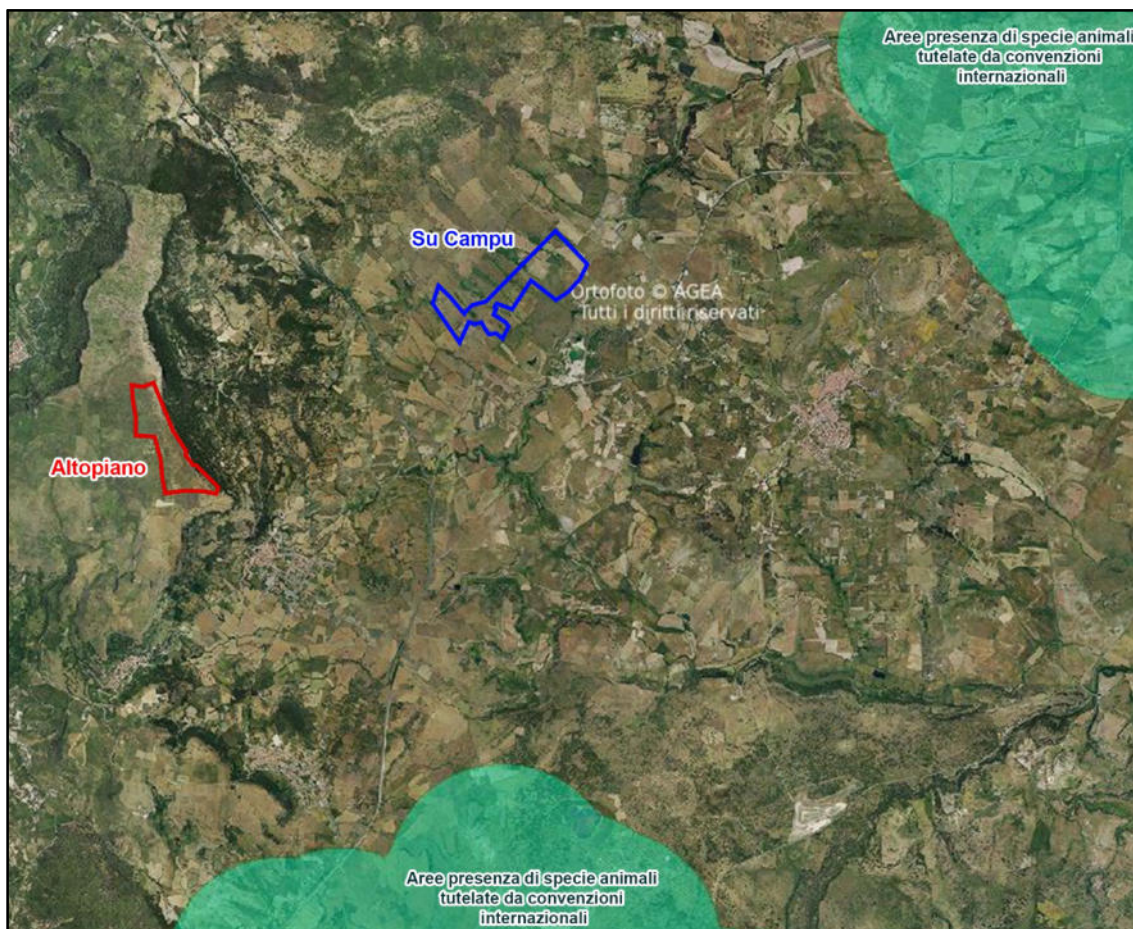 Aree presenza di specie animali
tutelate da convenzioni
internazionali
Su Campu
Ortofoto © AGEA
Tutti i diritti riservati
Altopiano
Aree presenza di specie animali
tutelate da convenzioni
internazionali